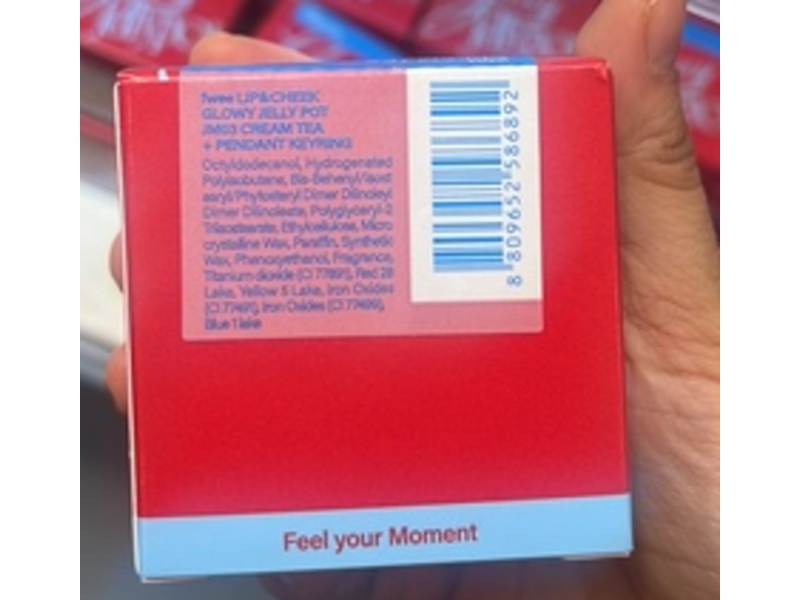 fwee LIP&CHEEK
GLOWY JELLY POT
JM03 CREAM TEA
+ PENDANT KEYRING
Octyldodecanol, Hydrogenated
Polyisobutene, Bis-Behenyl/Isost
earyl/Phytosteryl Dimer Dilinoleyl
Dimer Dilinoleate, Polyglyceryl-2
Triisostearate, Ethylcellulose, Micro
crystalline Wax, Paraffin, Synthetic
Wax, Phenoxyethanol, Fragrance,
Titanium dioxide (CI 77891), Red 28
Lake, Yellow 5 Lake, Iron Oxides
(CI 77491), Iron Oxides (CI 77499),
Blue 1 lake
8 809652 586892
Feel your Moment